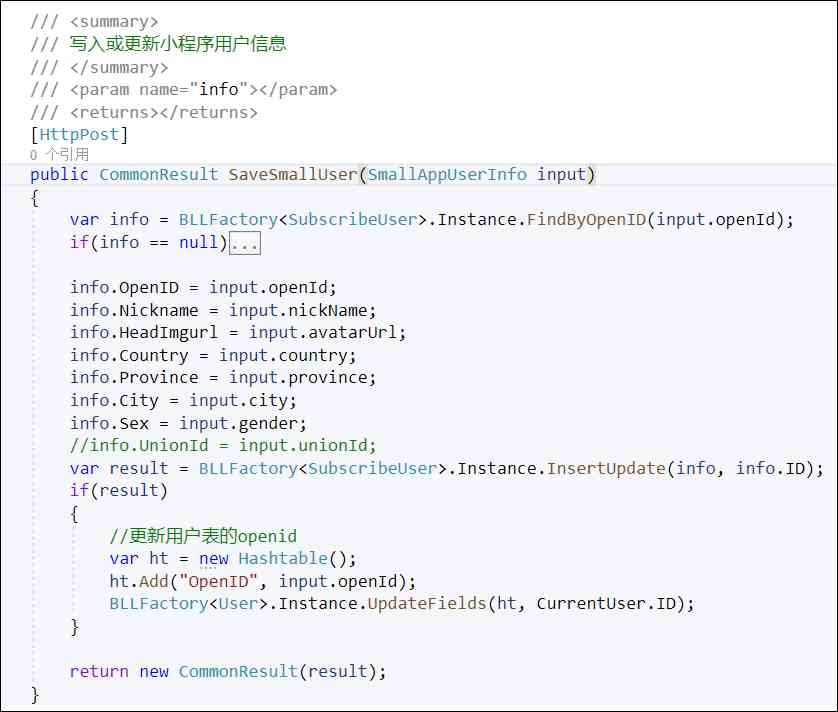 /// <summary>
/// 写入或更新小程序用户信息
/// </summary>
/// <param name="info"></param>
/// <returns></returns>
[HttpPost]
0 个引用
public CommonResult SaveSmallUser(SmallAppUserInfo input)
{
    var info = BLLFactory<SubscribeUser>.Instance.FindByOpenID(input.openId);
    if(info == null)...
    info.OpenID = input.openId;
    info.Nickname = input.nickName;
    info.HeadImgurl = input.avatarUrl;
    info.Country = input.country;
    info.Province = input.province;
    info.City = input.city;
    info.Sex = input.gender;
    //info.UnionId = input.unionId;
    var result = BLLFactory<SubscribeUser>.Instance.InsertUpdate(info, info.ID);
    if(result)
    {
        //更新用户表的openid
        var ht = new Hashtable();
        ht.Add("OpenID", input.openId);
        BLLFactory<User>.Instance.UpdateFields(ht, CurrentUser.ID);
    }
    return new CommonResult(result);
}